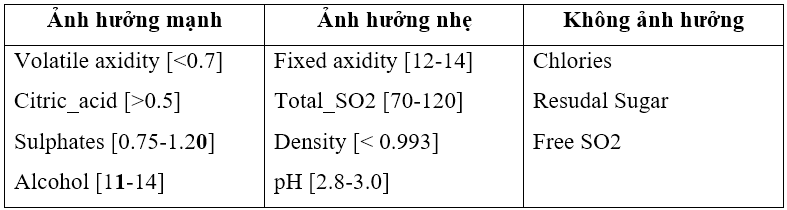 Ảnh hưởng mạnh Ảnh hưởng nhẹ Không ảnh hưởng
Volatile axidity [<0.7] Fixed axidity [12-14] Chlories
Citric_acid [>0.5] Total_SO2 [70-120] Resudal Sugar
Sulphates [0.75-1.20] Density [< 0.993] Free SO2
Alcohol [11-14] pH [2.8-3.0]